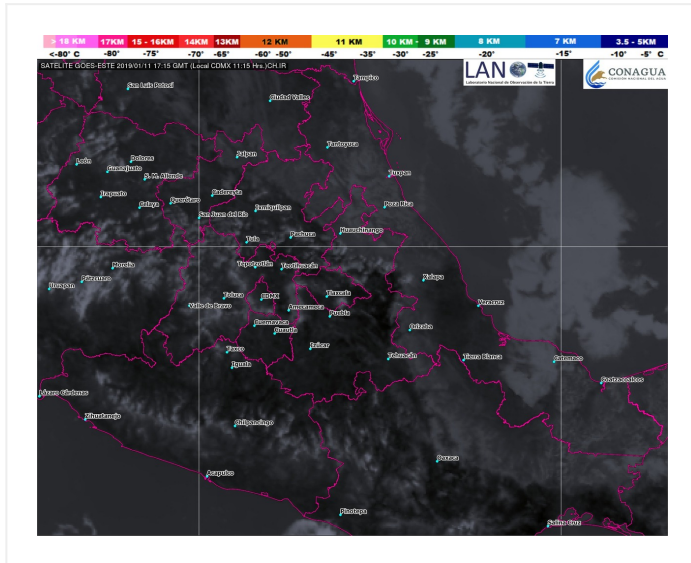 > 18 KM 17KM 15 - 16KM 14KM 13KM 12 KM 11 KM 10 KM - 9 KM 8 KM 7 KM 3.5 - 5KM
<-80° C -80° -75° -70° -65° -60° -50° -45° -35° -30° -25° -20° -15° -10° -5° C
SATELITE GOES-ESTE 2019/01/11 17:15 GMT (Local CDMX 11:15 Hrs.)CH.IR
LAN T
Laboratorio Nacional de Observación de la Tierra
CONAGUA
COMISIÓN NACIONAL DEL AGUA
Tampico
San Luis Potosí
Ciudad Valles
Tantoyuca
Jalpan
León
Dolores
Guanajuato
S. M. Allende
Tuxpan
Irapuato
Cadereyta
Celaya
Querétaro
Ixmiquilpan
Poza Rica
San Juan del Río
Tula
Pachuca
Huauchinango
Morelia
Tepotzotlán
Teotihuacán
Pátzcuaro
Xalapa
Uruapan
Toluca
CDMX
Tlaxcala
Valle de Bravo
Amecameca
Veracruz
Puebla
Cuernavaca
Cuautla
Orizaba
Taxco
Izúcar
Tehuacán
Tierra Blanca
Catemaco
Iguala
Coatzacoalcos
Lázaro Cárdenas
Zihuatanejo
Chilpancingo
Oaxaca
Acapulco
Pinotepa
Salina Cruz